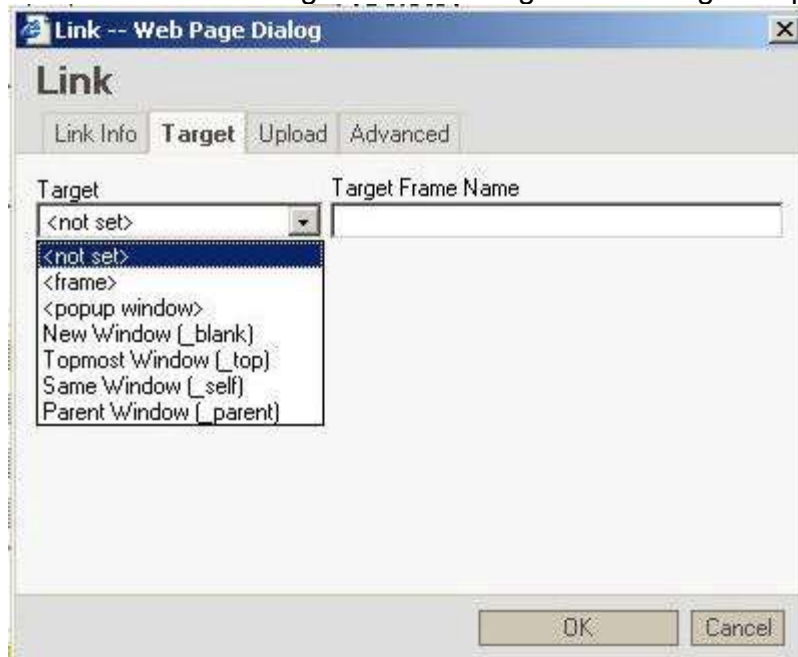 Link -- Web Page Dialog
Link
Link Info Target Upload Advanced
Target Target Frame Name
<not set>
<not set>
<frame>
<popup window>
New Window (_blank)
Topmost Window (_top)
Same Window (_self)
Parent Window (_parent)
OK Cancel